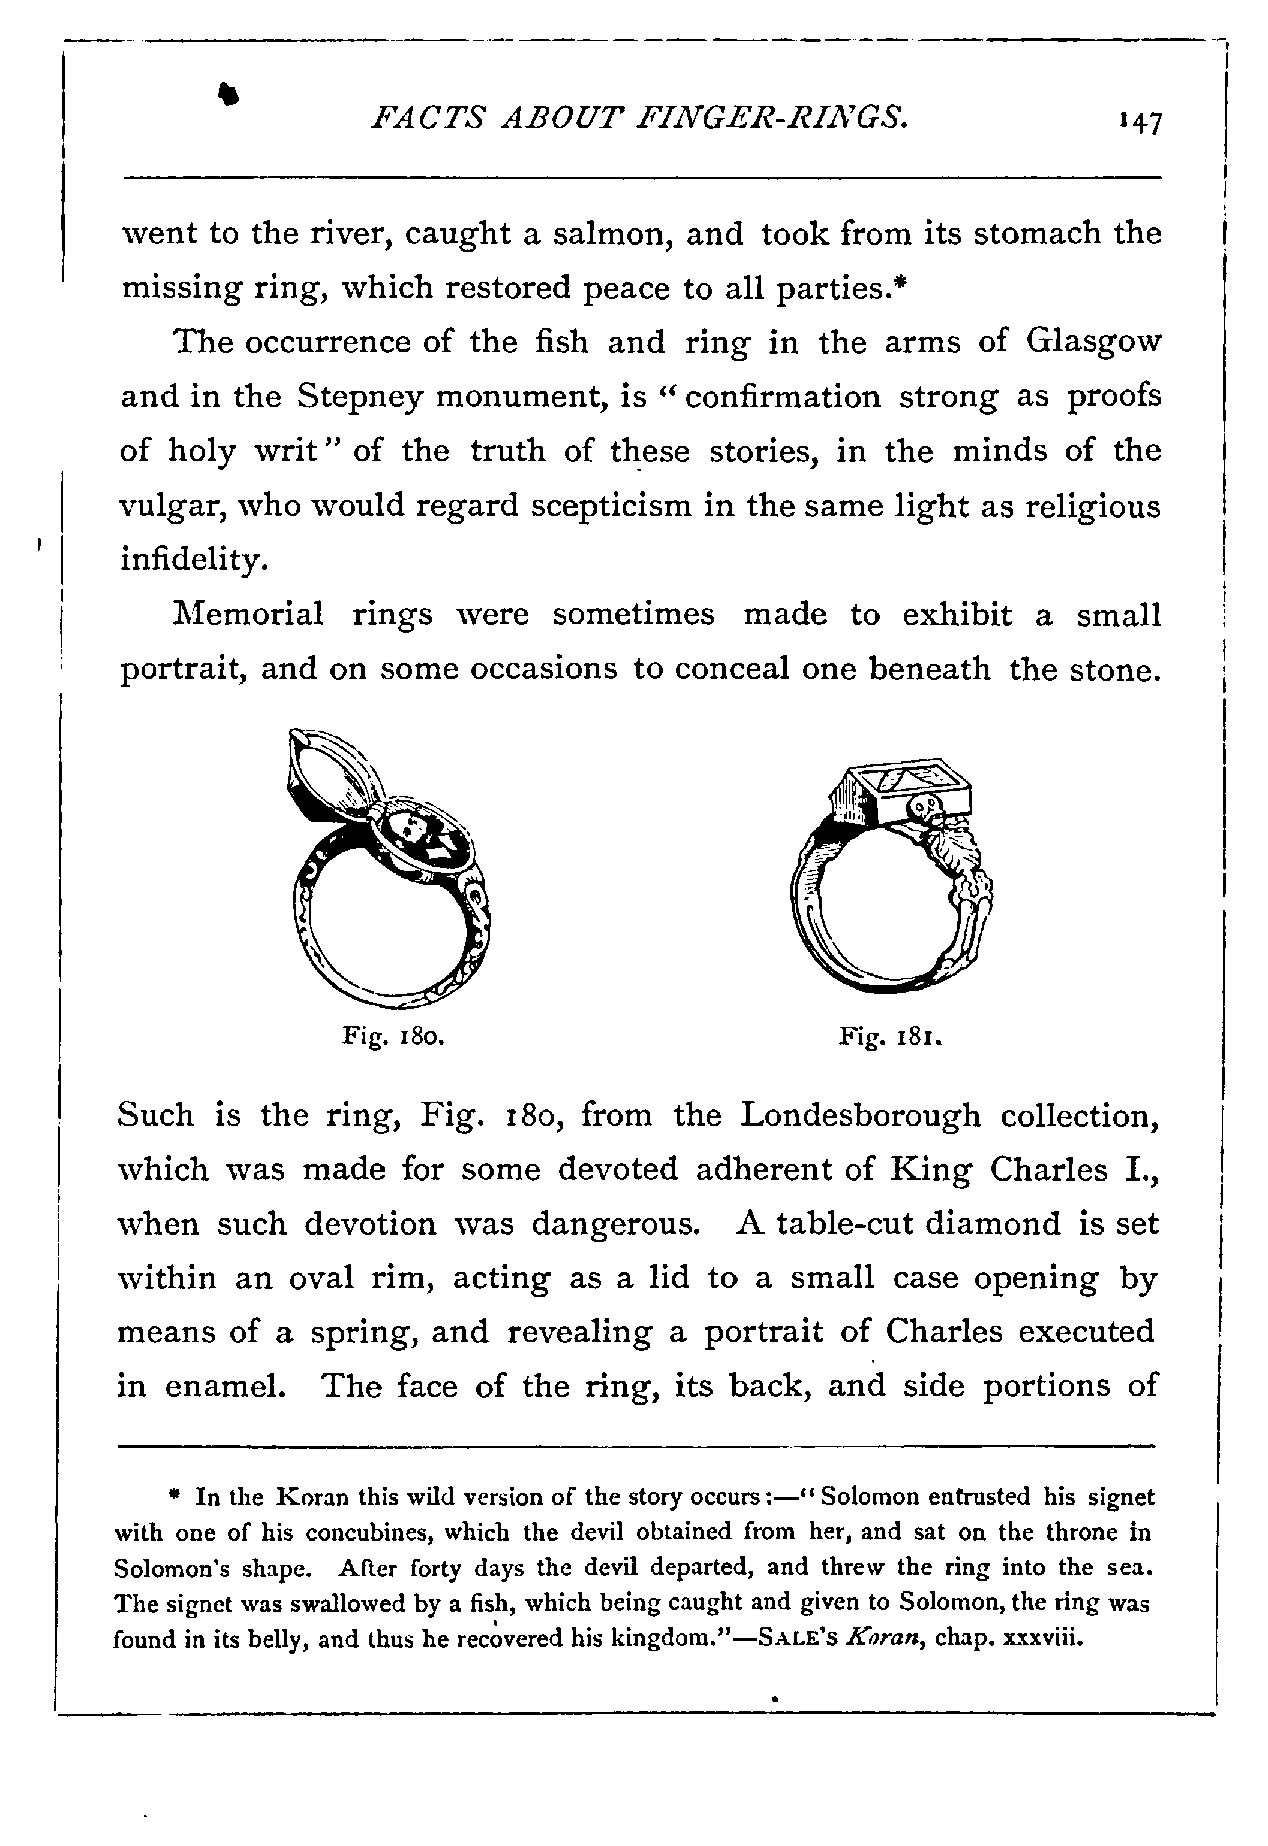 FACTS ABOUT FINGER-RINGS. 147
went to the river, caught a salmon, and took from its stomach the
missing ring, which restored peace to all parties.*
The occurrence of the fish and ring in the arms of Glasgow
and in the Stepney monument, is “ confirmation strong as proofs
of holy writ ” of the truth of these stories, in the minds of the
vulgar, who would regard scepticism in the same light as religious
infidelity.
Memorial rings were sometimes made to exhibit a small
portrait, and on some occasions to conceal one beneath the stone.
Fig. 180. Fig. 181.
Such is the ring, Fig. 180, from the Londesborough collection,
which was made for some devoted adherent of King Charles I.,
when such devotion was dangerous. A table-cut diamond is set
within an oval rim, acting as a lid to a small case opening by
means of a spring, and revealing a portrait of Charles executed
in enamel. The face of the ring, its back, and side portions of
* In the Koran this wild version of the story occurs :—“ Solomon entrusted his signet
with one of his concubines, which the devil obtained from her, and sat on the throne in
Solomon's shape. After forty days the devil departed, and threw the ring into the sea.
The signet was swallowed by a fish, which being caught and given to Solomon, the ring was
found in its belly, and thus he recovered his kingdom.”—SALE'S Koran, chap. xxxviii.